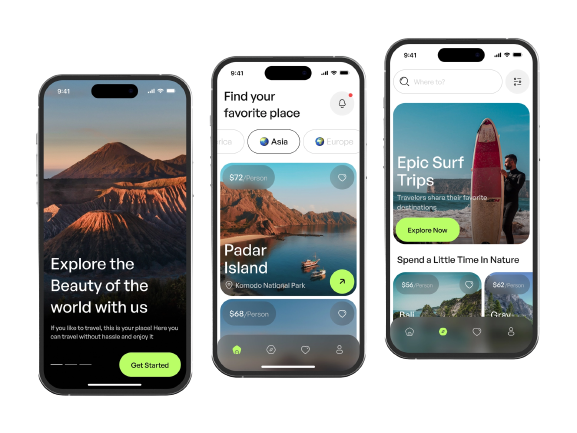 9:41
Explore the
Beauty of the
world with us
If you like to travel, this is your place! Here you
can travel without hassle and enjoy it
Get Started
9:41
Find your
favorite place
rica
Asia
Europe
$72/Person
Padar
Island
Komodo National Park
$68/Person
9:41
Where to?
Epic Surf
Trips
Travelors share their favorite
destinations
Explore Now
Spend a Little Time In Nature
$56/Person
$62/Person
Bali
Gray